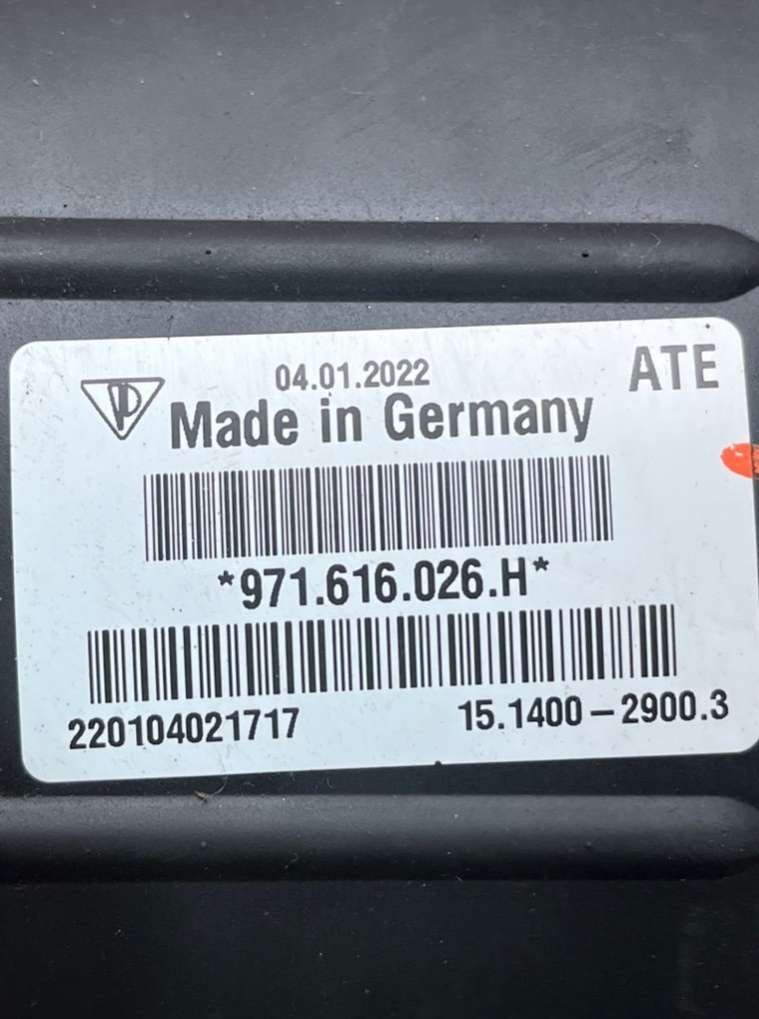 04.01.2022
ATE
Made in Germany
*971.616.026.H*
220104021717
15.1400-2900.3